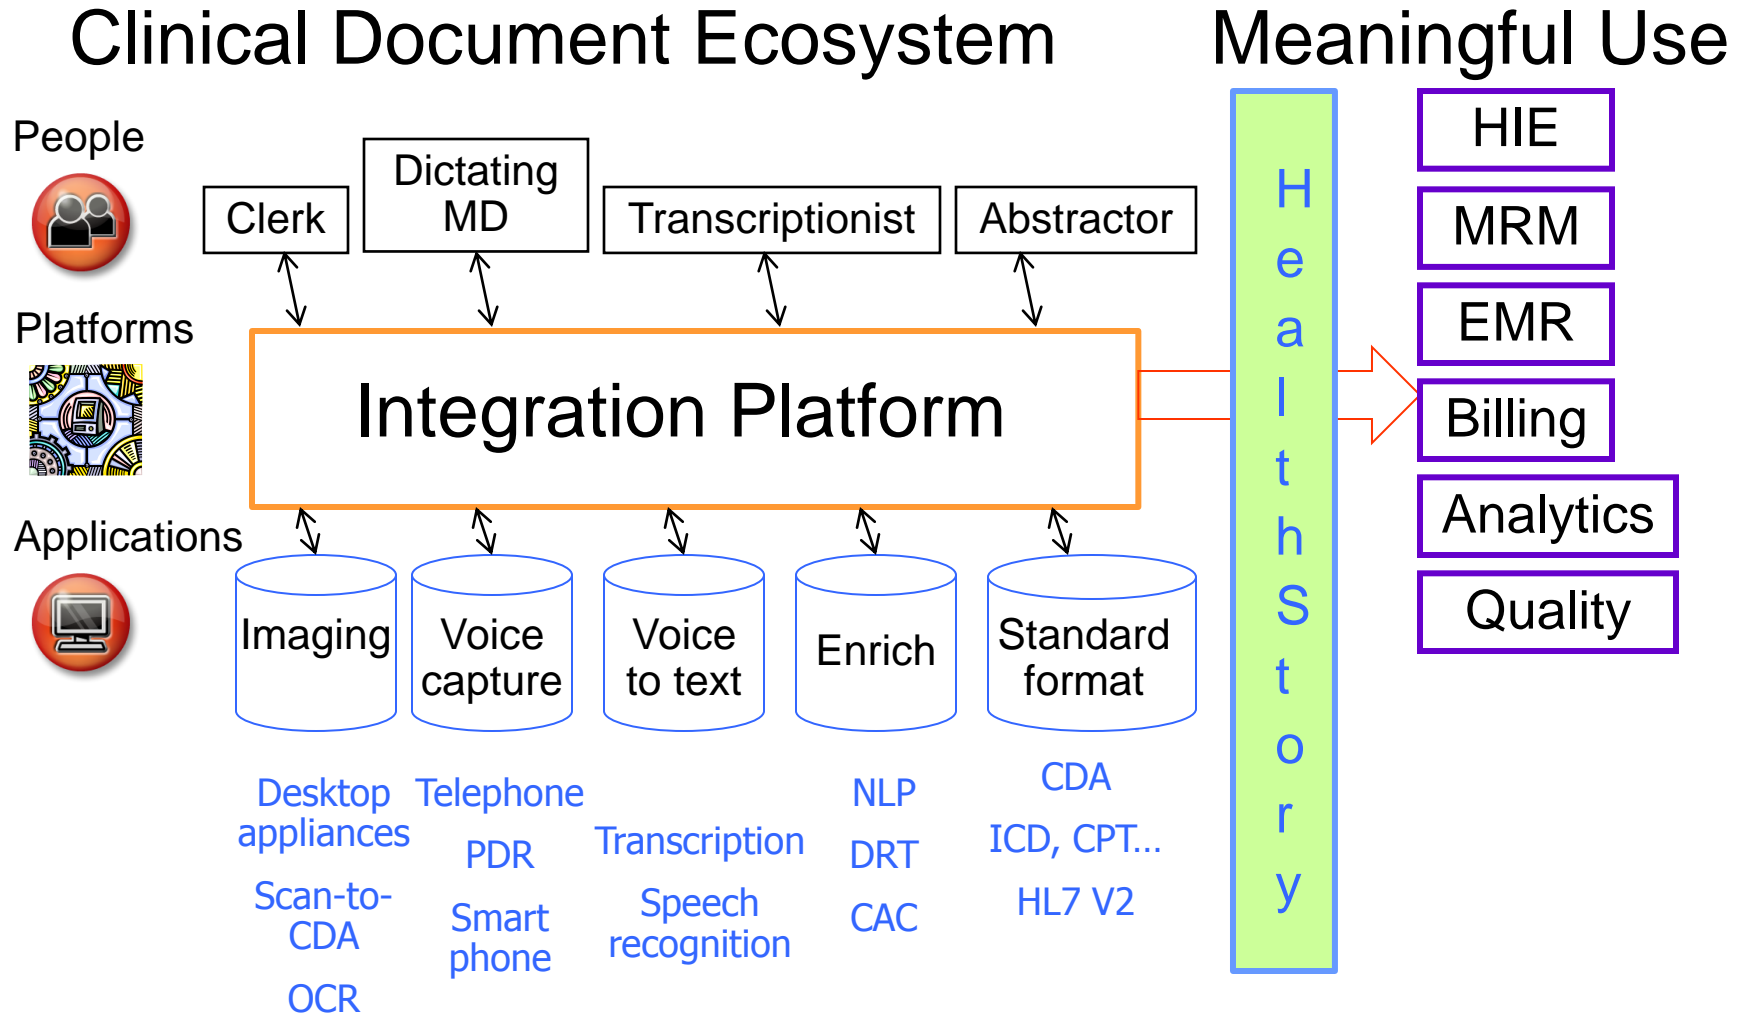 Clinical Document Ecosystem
Meaningful Use
People
Clerk
Dictating
MD
Transcriptionist
Abstractor
Platforms
Integration Platform
Applications
Imaging
Voice
capture
Voice
to text
Enrich
Standard
format
Desktop
appliances
Scan-to-
CDA
OCR
Telephone
PDR
Smart
phone
Transcription
Speech
recognition
NLP
DRT
CAC
CDA
ICD, CPT...
HL7 V2
H
e
a
l
t
h
S
t
o
r
y
HIE
MRM
EMR
Billing
Analytics
Quality